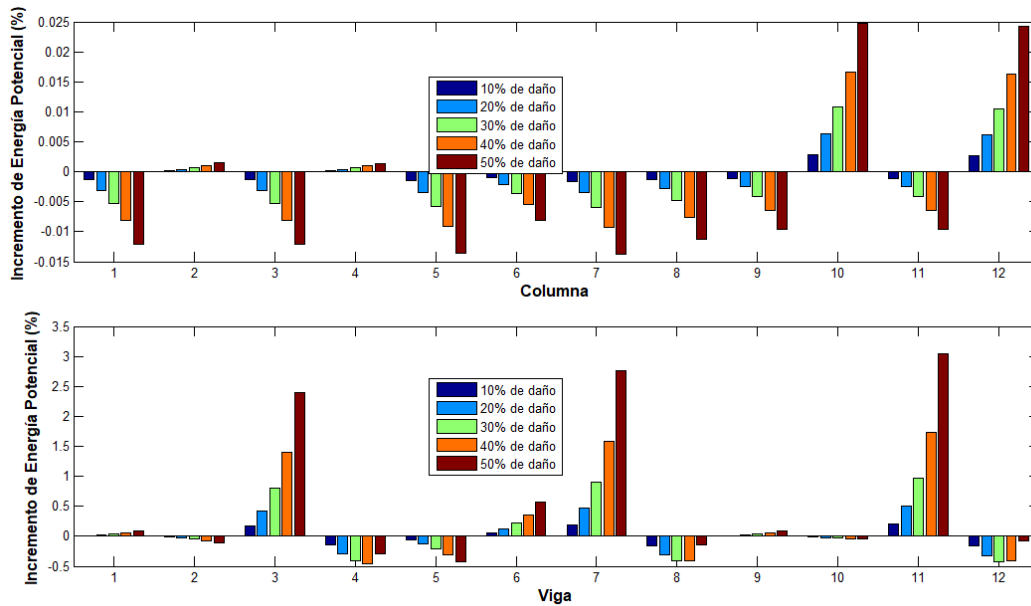 Incremento de Energía Potencial (%)
0.025
0.02
0.015
0.01
0.005
0
-0.005
-0.01
-0.015
10% de daño
20% de daño
30% de daño
40% de daño
50% de daño
1 2 3 4 5 6 7 8 9 10 11 12
Columna
Incremento de Energía Potencial (%)
3.5
3
2.5
2
1.5
1
0.5
0
-0.5
10% de daño
20% de daño
30% de daño
40% de daño
50% de daño
1 2 3 4 5 6 7 8 9 10 11 12
Viga